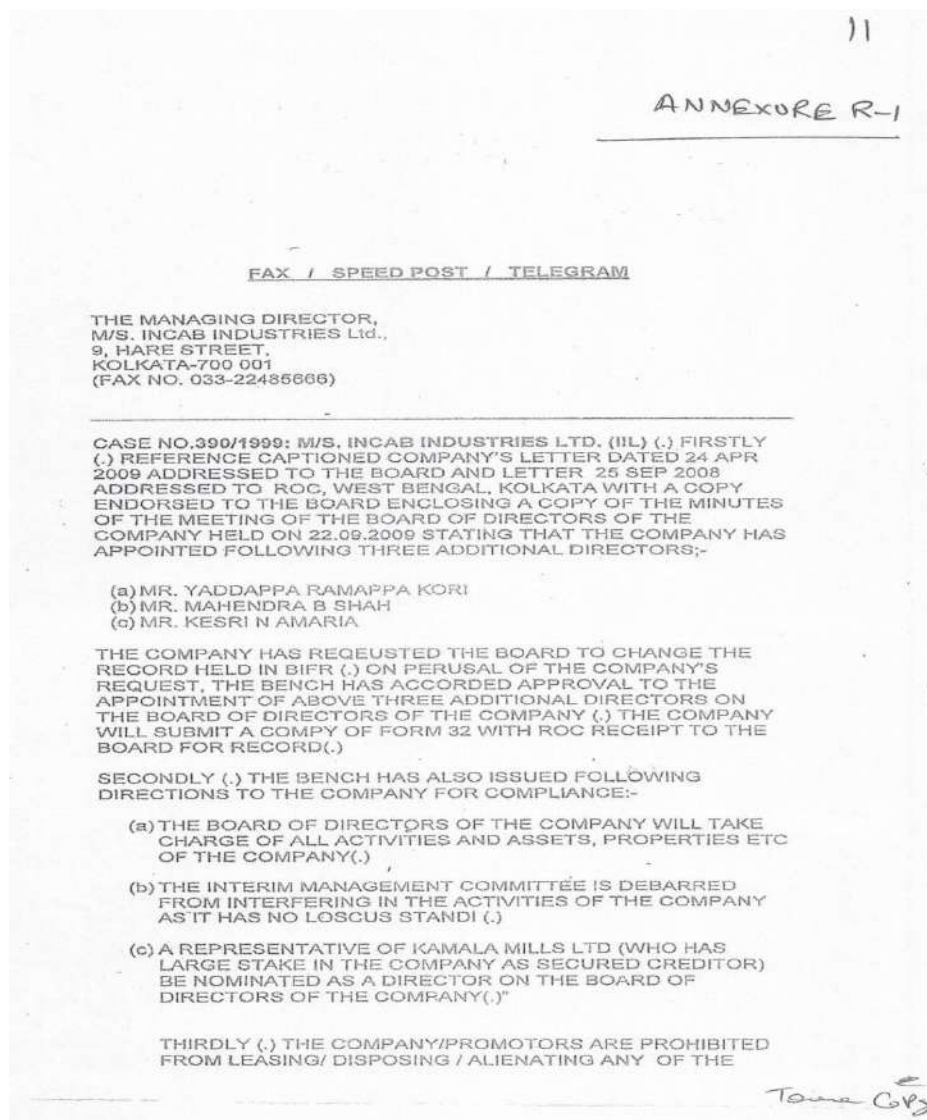 11
ANNEXURE R-1
FAX / SPEED POST / TELEGRAM
THE MANAGING DIRECTOR,
M/S. INCAB INDUSTRIES Ltd.,
9, HARE STREET,
KOLKATA-700 001
(FAX NO. 033-22485666)
CASE NO.390/1999: M/S. INCAB INDUSTRIES LTD. (IIL) (.) FIRSTLY
(.) REFERENCE CAPTIONED COMPANY'S LETTER DATED 24 APR
2009 ADDRESSED TO THE BOARD AND LETTER 25 SEP 2008
ADDRESSED TO ROC, WEST BENGAL, KOLKATA WITH A COPY
ENDORSED TO THE BOARD ENCLOSING A COPY OF THE MINUTES
OF THE MEETING OF THE BOARD OF DIRECTORS OF THE
COMPANY HELD ON 22.09.2009 STATING THAT THE COMPANY HAS
APPOINTED FOLLOWING THREE ADDITIONAL DIRECTORS;-
(a) MR. YADDAPPA RAMAPPA KORI
(b) MR. MAHENDRA B SHAH
(c) MR. KESRI N AMARIA
THE COMPANY HAS REQEUSTED THE BOARD TO CHANGE THE
RECORD HELD IN BIFR (.) ON PERUSAL OF THE COMPANY'S
REQUEST, THE BENCH HAS ACCORDED APPROVAL TO THE
APPOINTMENT OF ABOVE THREE ADDITIONAL DIRECTORS ON
THE BOARD OF DIRECTORS OF THE COMPANY (.) THE COMPANY
WILL SUBMIT A COMPY OF FORM 32 WITH ROC RECEIPT TO THE
BOARD FOR RECORD(.)
SECONDLY (.) THE BENCH HAS ALSO ISSUED FOLLOWING
DIRECTIONS TO THE COMPANY FOR COMPLIANCE:-
(a) THE BOARD OF DIRECTORS OF THE COMPANY WILL TAKE
CHARGE OF ALL ACTIVITIES AND ASSETS, PROPERTIES ETC
OF THE COMPANY(.)
(b) THE INTERIM MANAGEMENT COMMITTEE IS DEBARRED
FROM INTERFERING IN THE ACTIVITIES OF THE COMPANY
AS IT HAS NO LOSCUS STANDI (.)
(c) A REPRESENTATIVE OF KAMALA MILLS LTD (WHO HAS
LARGE STAKE IN THE COMPANY AS SECURED CREDITOR)
BE NOMINATED AS A DIRECTOR ON THE BOARD OF
DIRECTORS OF THE COMPANY(.)"
THIRDLY (.) THE COMPANY/PROMOTORS ARE PROHIBITED
FROM LEASING/ DISPOSING / ALIENATING ANY OF THE
Copy